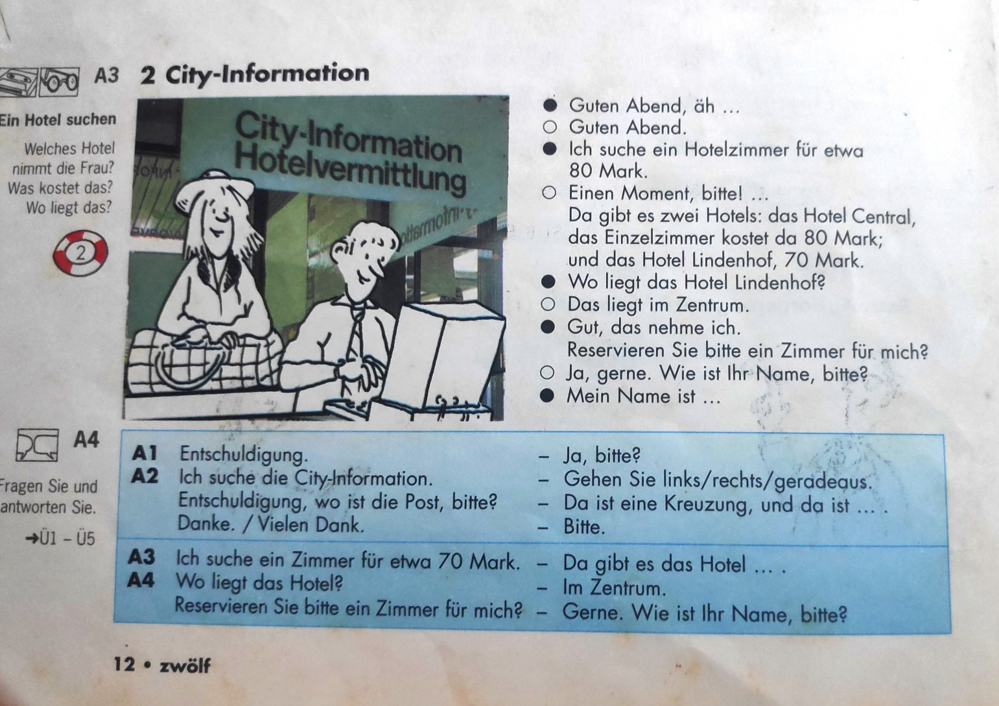 A3 2 City-Information
Ein Hotel suchen
Welches Hotel
nimmt die Frau?
Was kostet das?
Wo liegt das?
2
City-Information
Hotelvermittlung
● Guten Abend, äh ...
○ Guten Abend.
● Ich suche ein Hotelzimmer für etwa
80 Mark.
○ Einen Moment, bitte! ...
Da gibt es zwei Hotels: das Hotel Central,
das Einzelzimmer kostet da 80 Mark;
und das Hotel Lindenhof, 70 Mark.
● Wo liegt das Hotel Lindenhof?
○ Das liegt im Zentrum.
● Gut, das nehme ich.
Reservieren Sie bitte ein Zimmer für mich?
○ Ja, gerne. Wie ist Ihr Name, bitte?
● Mein Name ist ...
A4
Fragen Sie und
antworten Sie.
→Ü1 – Ü5
A1 Entschuldigung. – Ja, bitte?
A2 Ich suche die City-Information. – Gehen Sie links/rechts/geradeaus.
Entschuldigung, wo ist die Post, bitte? – Da ist eine Kreuzung, und da ist ... .
Danke. / Vielen Dank. – Bitte.
A3 Ich suche ein Zimmer für etwa 70 Mark. – Da gibt es das Hotel ... .
A4 Wo liegt das Hotel? – Im Zentrum.
Reservieren Sie bitte ein Zimmer für mich? – Gerne. Wie ist Ihr Name, bitte?
12 • zwölf